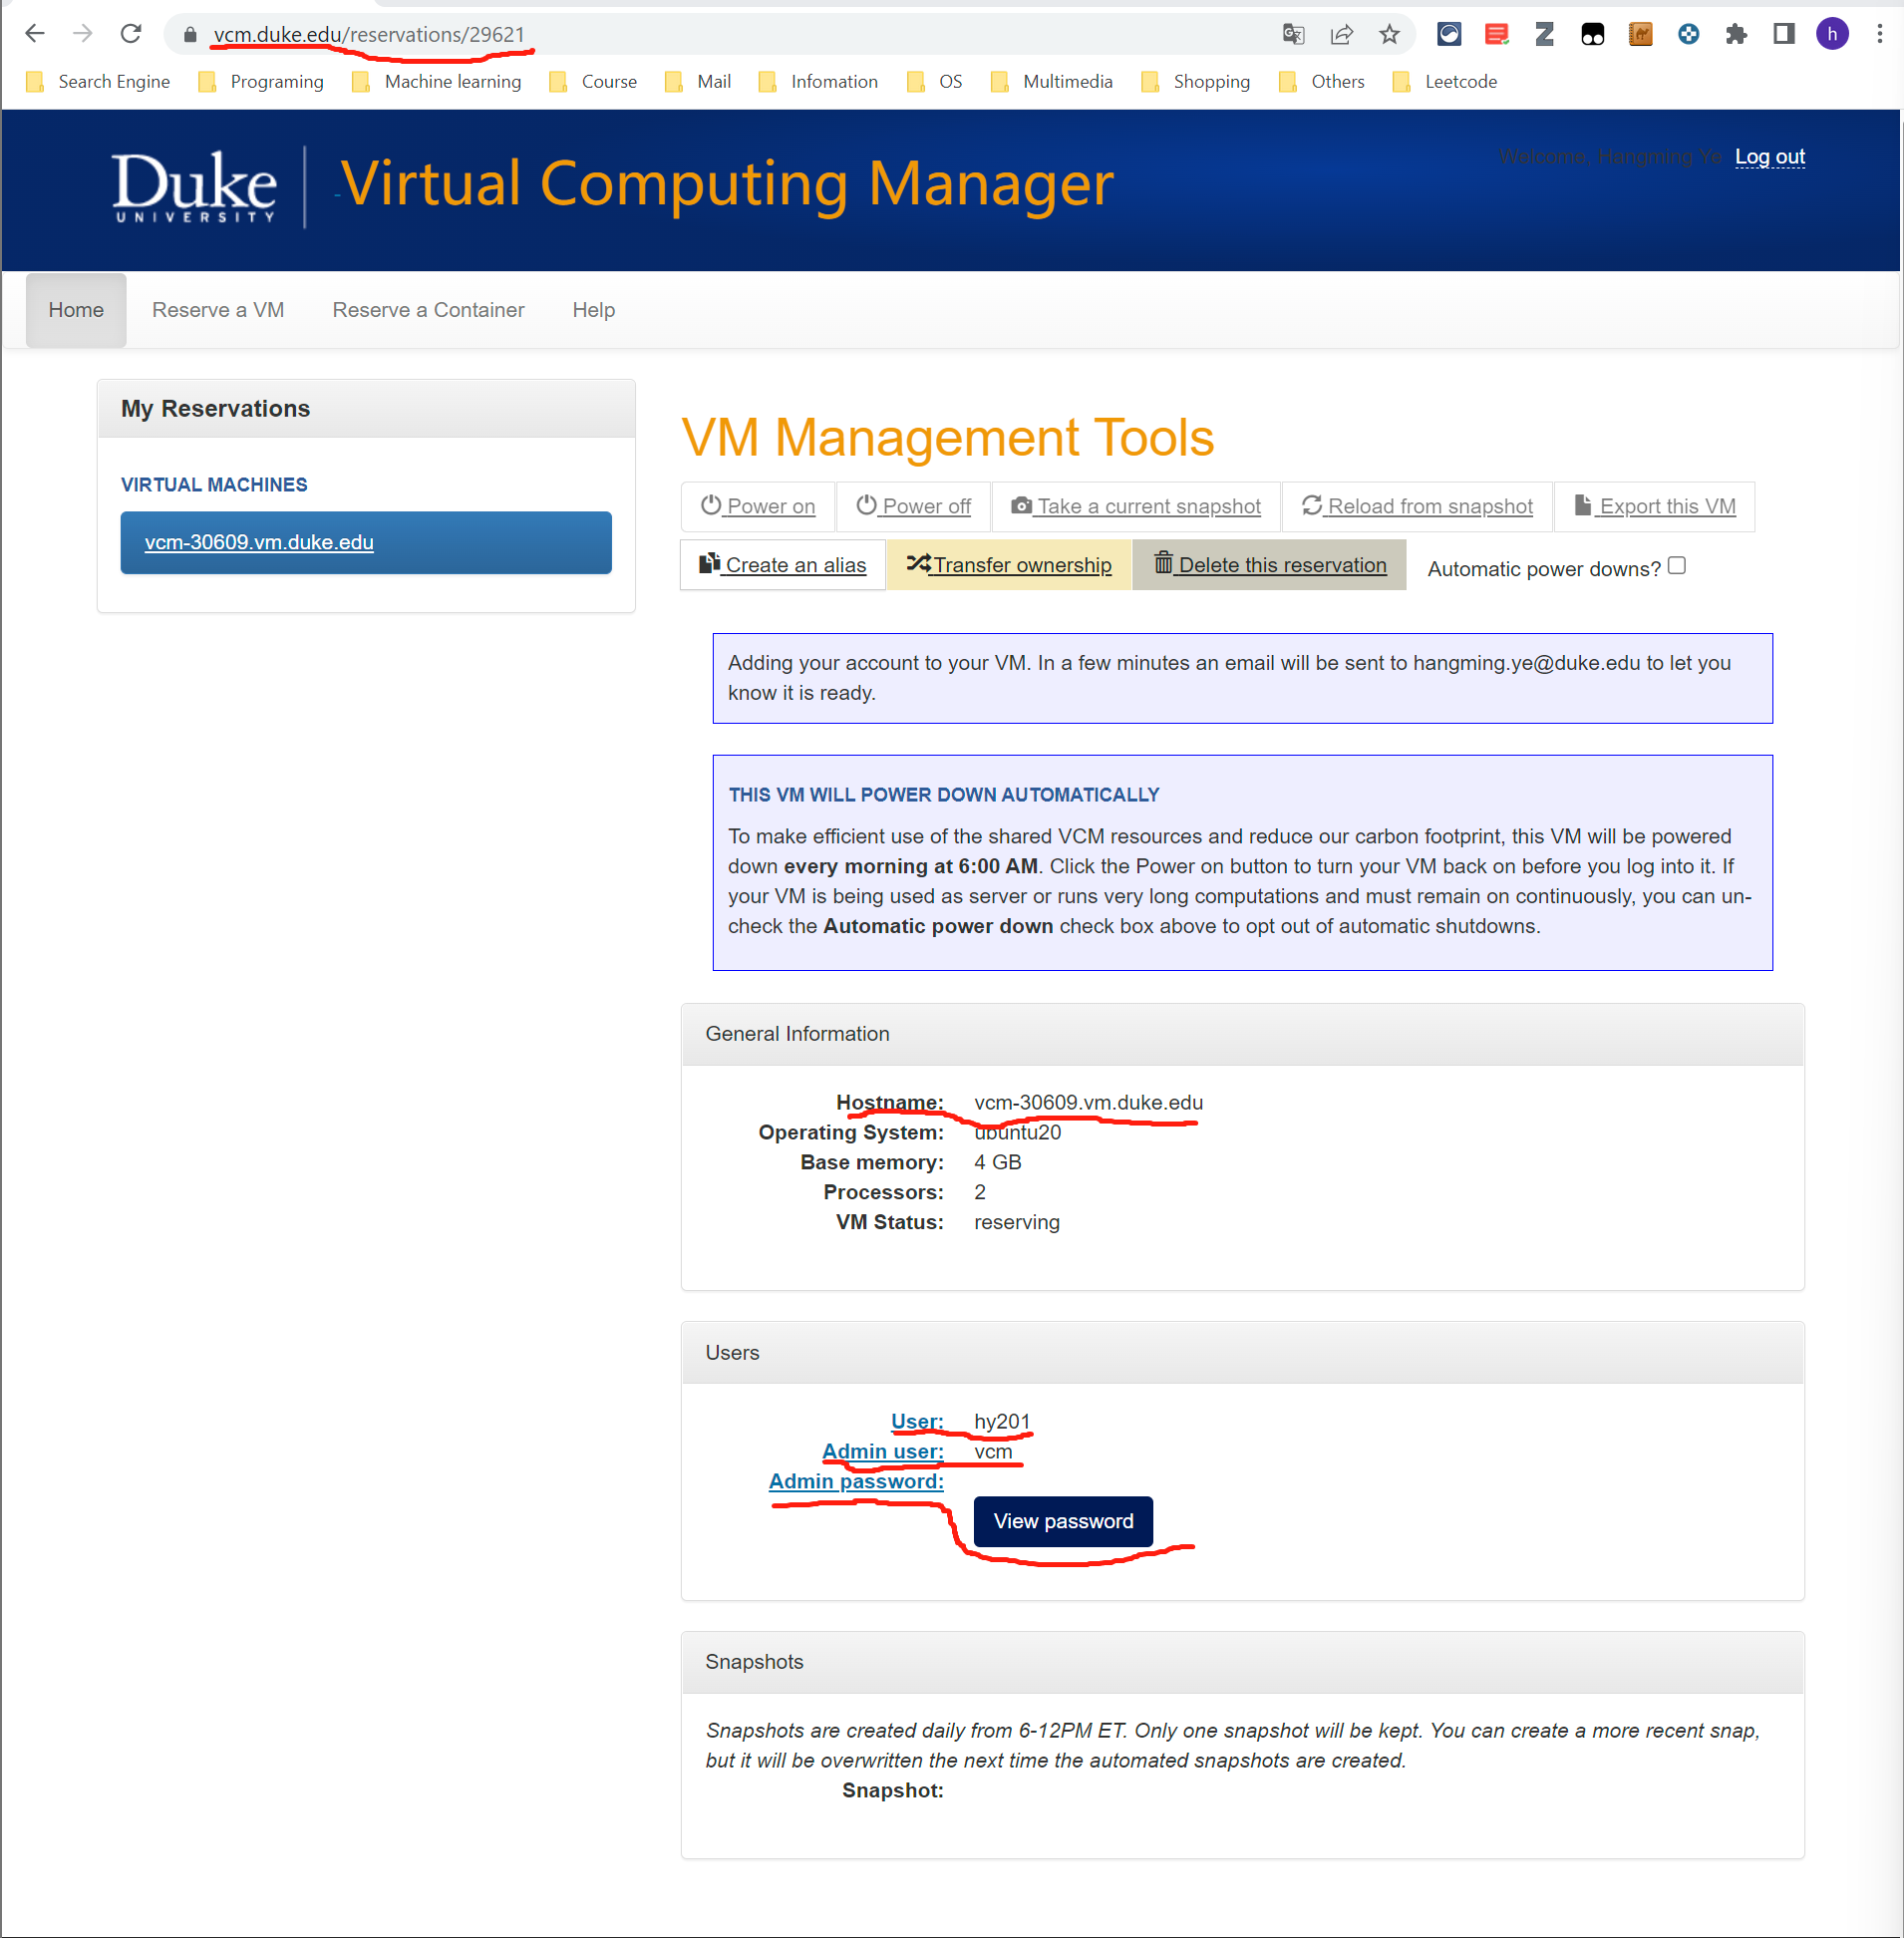 vcm.duke.edu/reservations/29621
h
Search Engine Programing Machine learning Course Mail Infomation OS Multimedia Shopping Others Leetcode
Duke
UNIVERSITY
Virtual Computing Manager
Welcome, Hangming Ye Log out
Home Reserve a VM Reserve a Container Help
My Reservations
VIRTUAL MACHINES
vcm-30609.vm.duke.edu
VM Management Tools
Power on Power off Take a current snapshot Reload from snapshot Export this VM
Create an alias Transfer ownership Delete this reservation Automatic power downs?
Adding your account to your VM. In a few minutes an email will be sent to hangming.ye@duke.edu to let you
know it is ready.
THIS VM WILL POWER DOWN AUTOMATICALLY
To make efficient use of the shared VCM resources and reduce our carbon footprint, this VM will be powered
down every morning at 6:00 AM. Click the Power on button to turn your VM back on before you log into it. If
your VM is being used as server or runs very long computations and must remain on continuously, you can un-
check the Automatic power down check box above to opt out of automatic shutdowns.
General Information
Hostname: vcm-30609.vm.duke.edu
Operating System: ubuntu20
Base memory: 4 GB
Processors: 2
VM Status: reserving
Users
User: hy201
Admin user: vcm
Admin password:
View password
Snapshots
Snapshots are created daily from 6-12PM ET. Only one snapshot will be kept. You can create a more recent snap,
but it will be overwritten the next time the automated snapshots are created.
Snapshot: